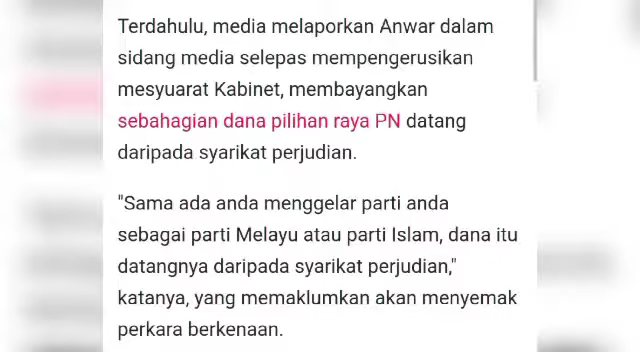 Terdahulu, media melaporkan Anwar dalam
sidang media selepas mempengerusikan
mesyuarat Kabinet, membayangkan
sebahagian dana pilihan raya PN datang
daripada syarikat perjudian.
"Sama ada anda menggelar parti anda
sebagai parti Melayu atau parti Islam, dana itu
datangnya daripada syarikat perjudian,"
katanya, yang memaklumkan akan menyemak
perkara berkenaan.